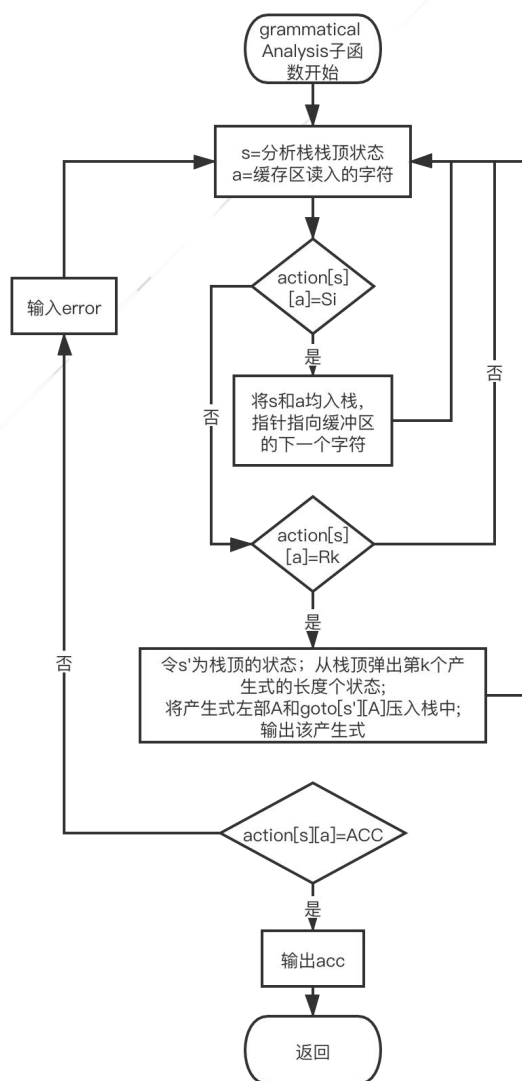 grammatical
Analysis子函
数开始
s=分析栈栈顶状态
a=缓存区读入的字符
action[s]
[a]=Si
输入error
是
否
否
将s和a均入栈，
指针指向缓冲区
的下一个字符
action[s]
[a]=Rk
是
令s'为栈顶的状态；从栈顶弹出第k个产
生式的长度个状态;
将产生式左部A和goto[s'][A]压入栈中;
输出该产生式
否
action[s][a]=ACC
是
输出acc
返回